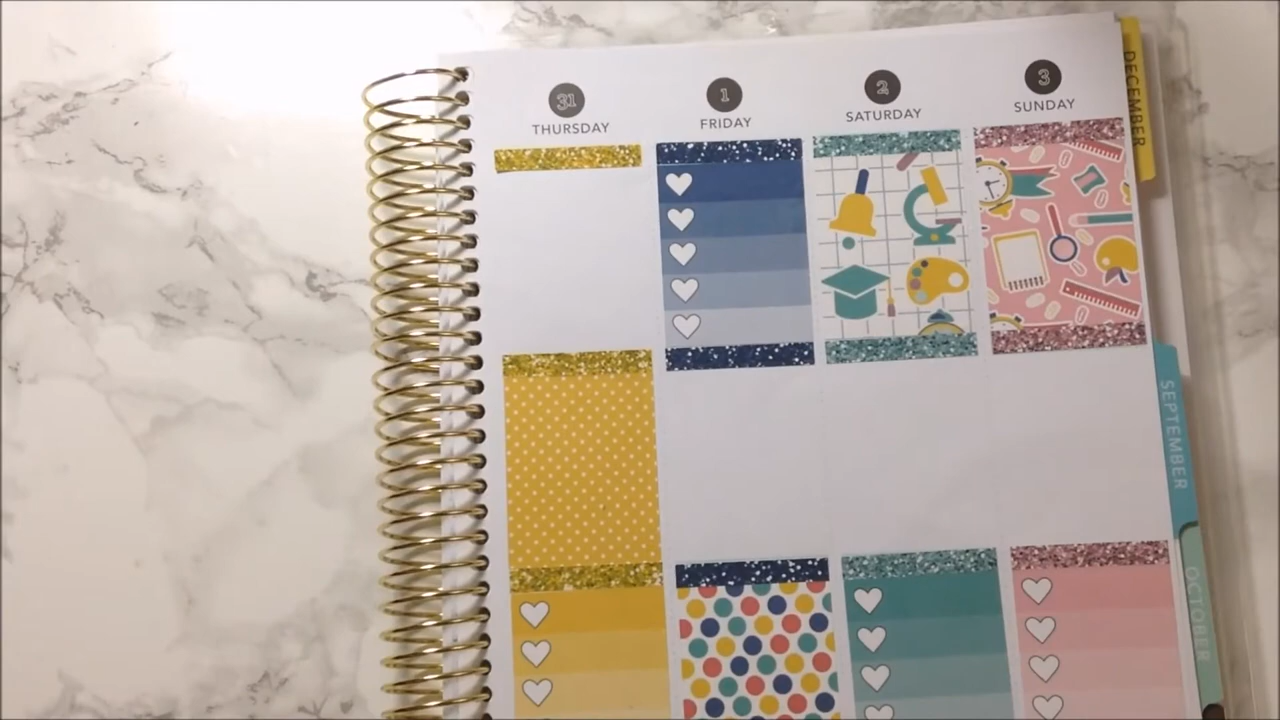 31
THURSDAY
1
FRIDAY
2
SATURDAY
3
SUNDAY
DECEMBER
SEPTEMBER
OCTOBER